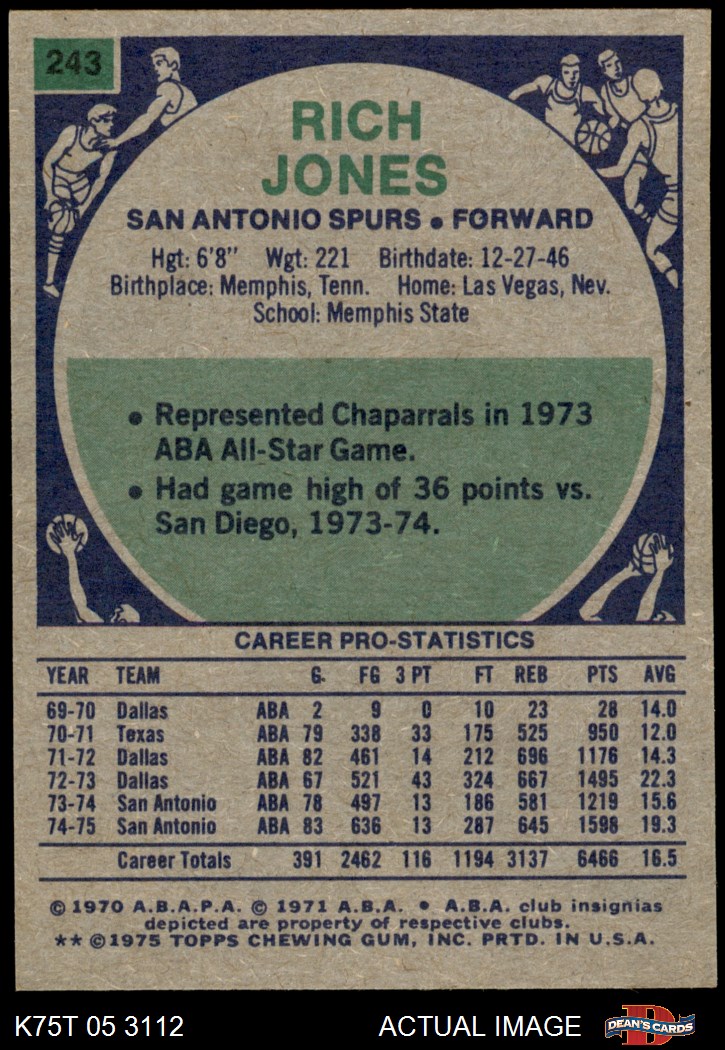 243
RICH
JONES
SAN ANTONIO SPURS • FORWARD
Hgt: 6'8" Wgt: 221 Birthdate: 12-27-46
Birthplace: Memphis, Tenn. Home: Las Vegas, Nev.
School: Memphis State
• Represented Chaparrals in 1973
ABA All-Star Game.
• Had game high of 36 points vs.
San Diego, 1973-74.
CAREER PRO-STATISTICS
YEAR TEAM G. FG 3 PT FT REB PTS AVG
69-70 Dallas ABA 2 9 0 10 23 28 14.0
70-71 Texas ABA 79 338 33 175 525 950 12.0
71-72 Dallas ABA 82 461 14 212 696 1176 14.3
72-73 Dallas ABA 67 521 43 324 667 1495 22.3
73-74 San Antonio ABA 78 497 13 186 581 1219 15.6
74-75 San Antonio ABA 83 636 13 287 645 1598 19.3
Career Totals 391 2462 116 1194 3137 6466 16.5
© 1970 A.B.A.P.A. © 1971 A.B.A. • A.B.A. club insignias
depicted are property of respective clubs.
** ©1975 TOPPS CHEWING GUM, INC. PRTD. IN U.S.A.
K75T 05 3112 ACTUAL IMAGE D DEAN'S CARDS